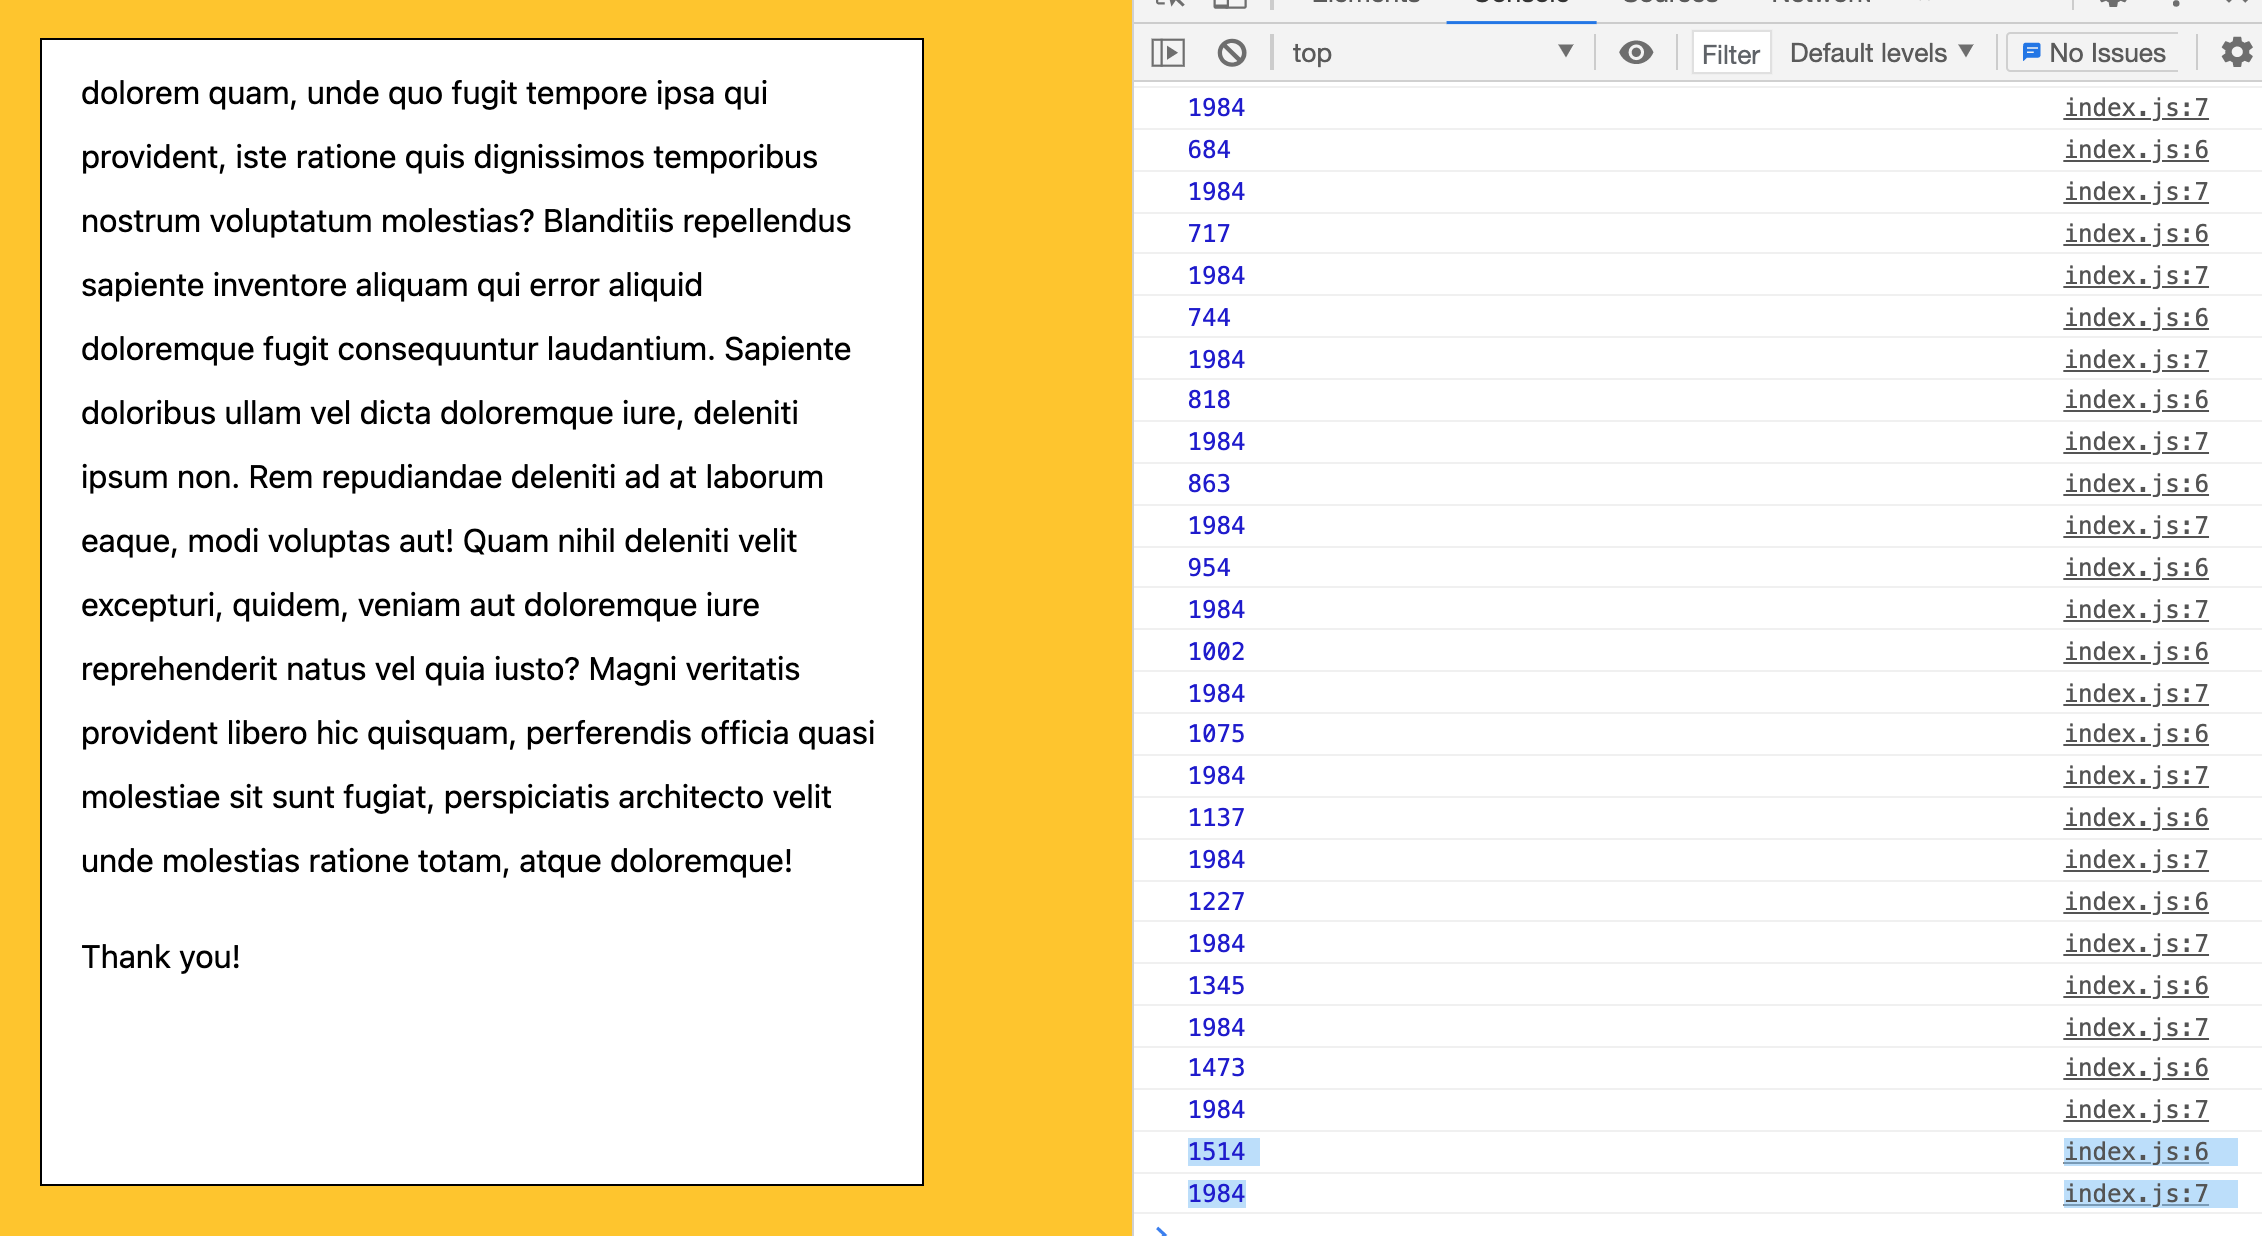 dolorem quam, unde quo fugit tempore ipsa qui
provident, iste ratione quis dignissimos temporibus
nostrum voluptatum molestias? Blanditiis repellendus
sapiente inventore aliquam qui error aliquid
doloremque fugit consequuntur laudantium. Sapiente
doloribus ullam vel dicta doloremque iure, deleniti
ipsum non. Rem repudiandae deleniti ad at laborum
eaque, modi voluptas aut! Quam nihil deleniti velit
excepturi, quidem, veniam aut doloremque iure
reprehenderit natus vel quia iusto? Magni veritatis
provident libero hic quisquam, perferendis officia quasi
molestiae sit sunt fugiat, perspiciatis architecto velit
unde molestias ratione totam, atque doloremque!
Thank you!
Elements Console Sources Network
top Filter Default levels No Issues
1984 index.js:7
684 index.js:6
1984 index.js:7
717 index.js:6
1984 index.js:7
744 index.js:6
1984 index.js:7
818 index.js:6
1984 index.js:7
863 index.js:6
1984 index.js:7
954 index.js:6
1984 index.js:7
1002 index.js:6
1984 index.js:7
1075 index.js:6
1984 index.js:7
1137 index.js:6
1984 index.js:7
1227 index.js:6
1984 index.js:7
1345 index.js:6
1984 index.js:7
1473 index.js:6
1984 index.js:7
1514 index.js:6
1984 index.js:7